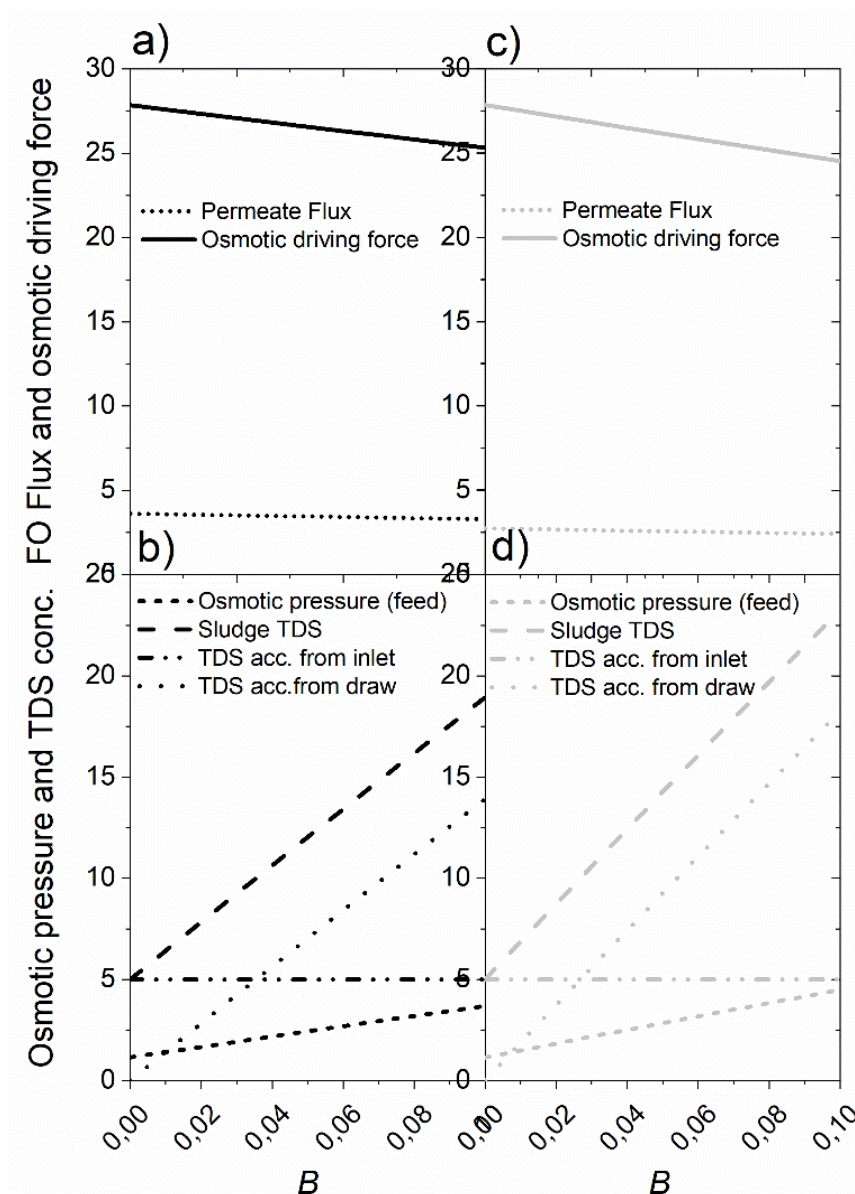 a)
c)
FO Flux and osmotic driving force
30
25
20
15
10
5
Permeate Flux
Osmotic driving force
30
25
20
15
10
5
Permeate Flux
Osmotic driving force
b)
d)
Osmotic pressure and TDS conc.
20
15
10
5
0
Osmotic pressure (feed)
Sludge TDS
TDS acc. from inlet
TDS acc.from draw
20
15
10
5
0
Osmotic pressure (feed)
Sludge TDS
TDS acc. from inlet
TDS acc.from draw
0,00
0,02
0,04
0,06
0,08
0,00
0,02
0,04
0,06
0,08
0,10
B
B